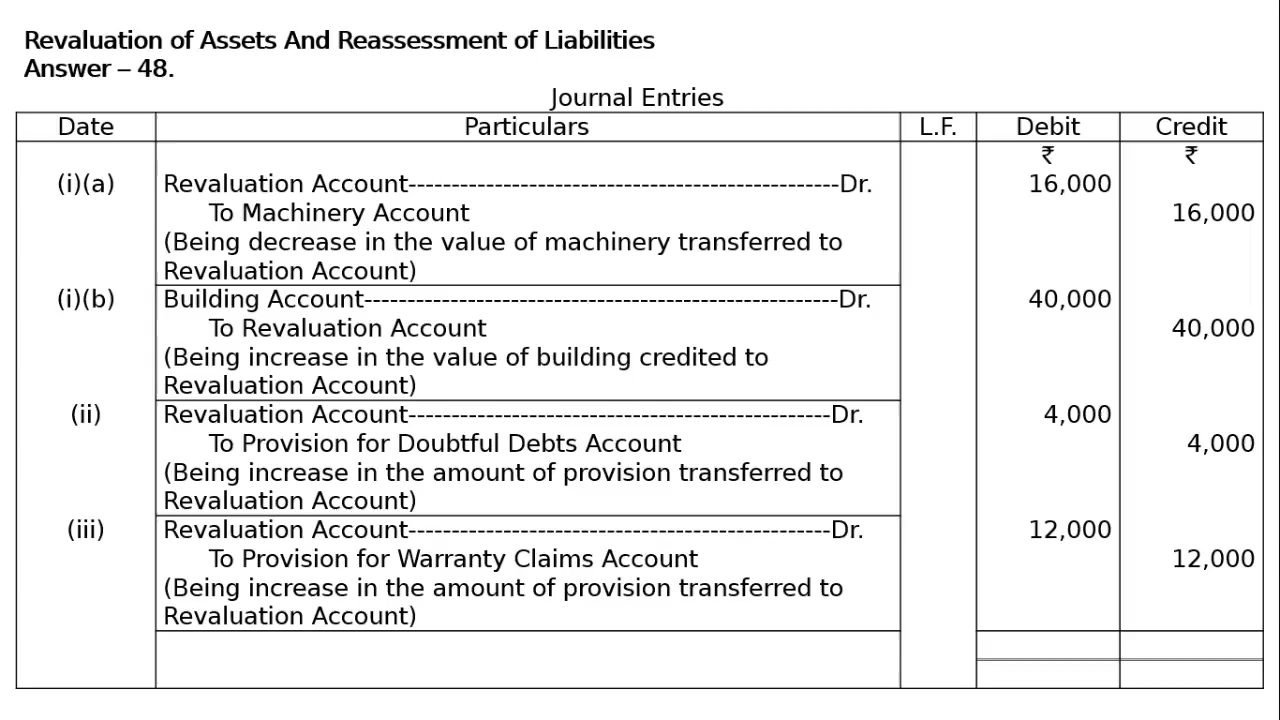 Revaluation of Assets And Reassessment of Liabilities
Answer – 48.
Journal Entries
Date Particulars L.F. Debit Credit
₹ ₹
(i)(a) Revaluation Account--------------------------------------------------Dr. 16,000
To Machinery Account 16,000
(Being decrease in the value of machinery transferred to
Revaluation Account)
(i)(b) Building Account-------------------------------------------------------Dr. 40,000
To Revaluation Account 40,000
(Being increase in the value of building credited to
Revaluation Account)
(ii) Revaluation Account-------------------------------------------------Dr. 4,000
To Provision for Doubtful Debts Account 4,000
(Being increase in the amount of provision transferred to
Revaluation Account)
(iii) Revaluation Account-------------------------------------------------Dr. 12,000
To Provision for Warranty Claims Account 12,000
(Being increase in the amount of provision transferred to
Revaluation Account)